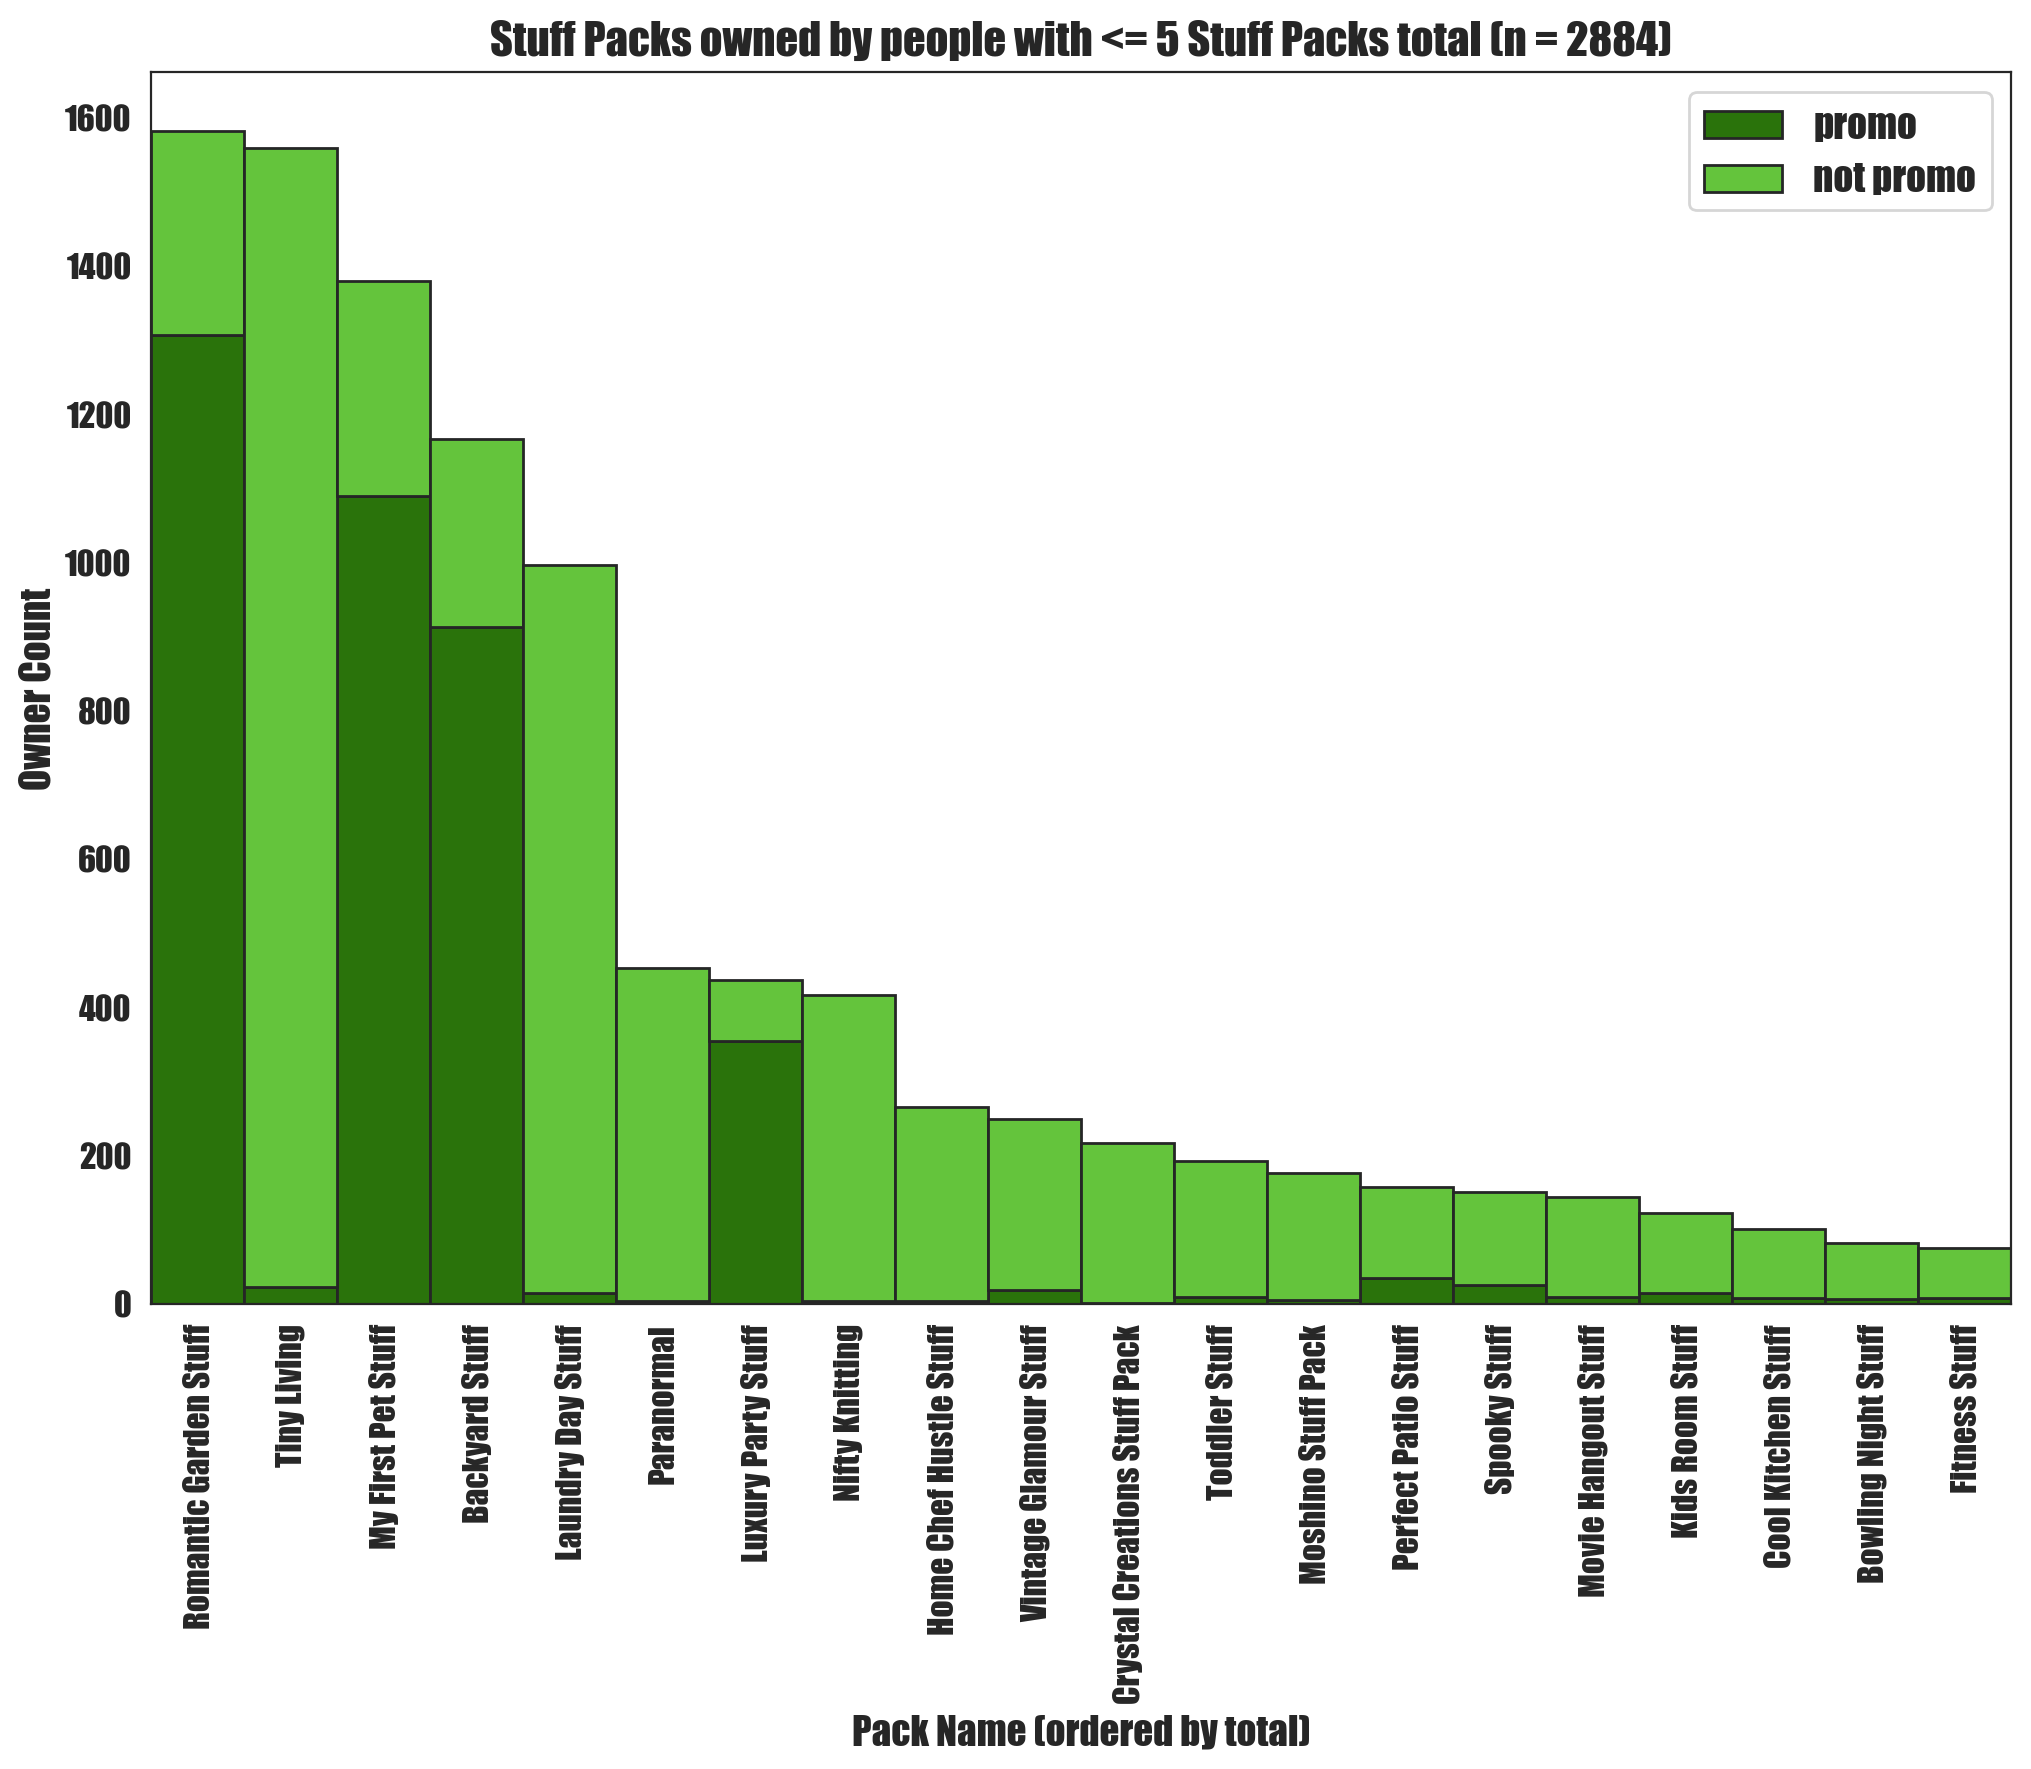 Stuff Packs owned by people with <= 5 Stuff Packs total (n = 2884)
promo
not promo
Owner Count
1600
1400
1200
1000
800
600
400
200
0
Romantic Garden Stuff
Tiny Living
My First Pet Stuff
Backyard Stuff
Laundry Day Stuff
Paranormal
Luxury Party Stuff
Nifty Knitting
Home Chef Hustle Stuff
Vintage Glamour Stuff
Crystal Creations Stuff Pack
Toddler Stuff
Moshino Stuff Pack
Perfect Patio Stuff
Spooky Stuff
Movie Hangout Stuff
Kids Room Stuff
Cool Kitchen Stuff
Bowling Night Stuff
Fitness Stuff
Pack Name (ordered by total)